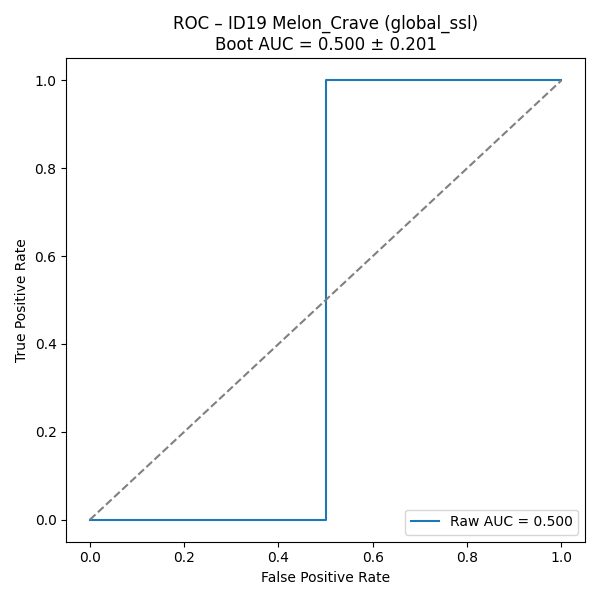 ROC – ID19 Melon_Crave (global_ssl)
Boot AUC = 0.500 ± 0.201
1.0
0.8
0.6
0.4
0.2
0.0
True Positive Rate
Raw AUC = 0.500
0.0 0.2 0.4 0.6 0.8 1.0
False Positive Rate